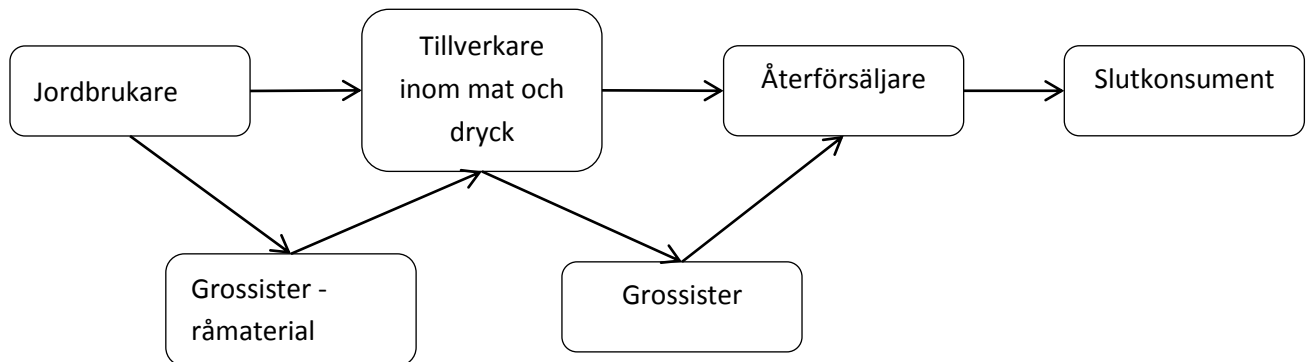 Jordbrukare
Tillverkare
inom mat och
dryck
Återförsäljare
Slutkonsument
Grossister -
råmaterial
Grossister